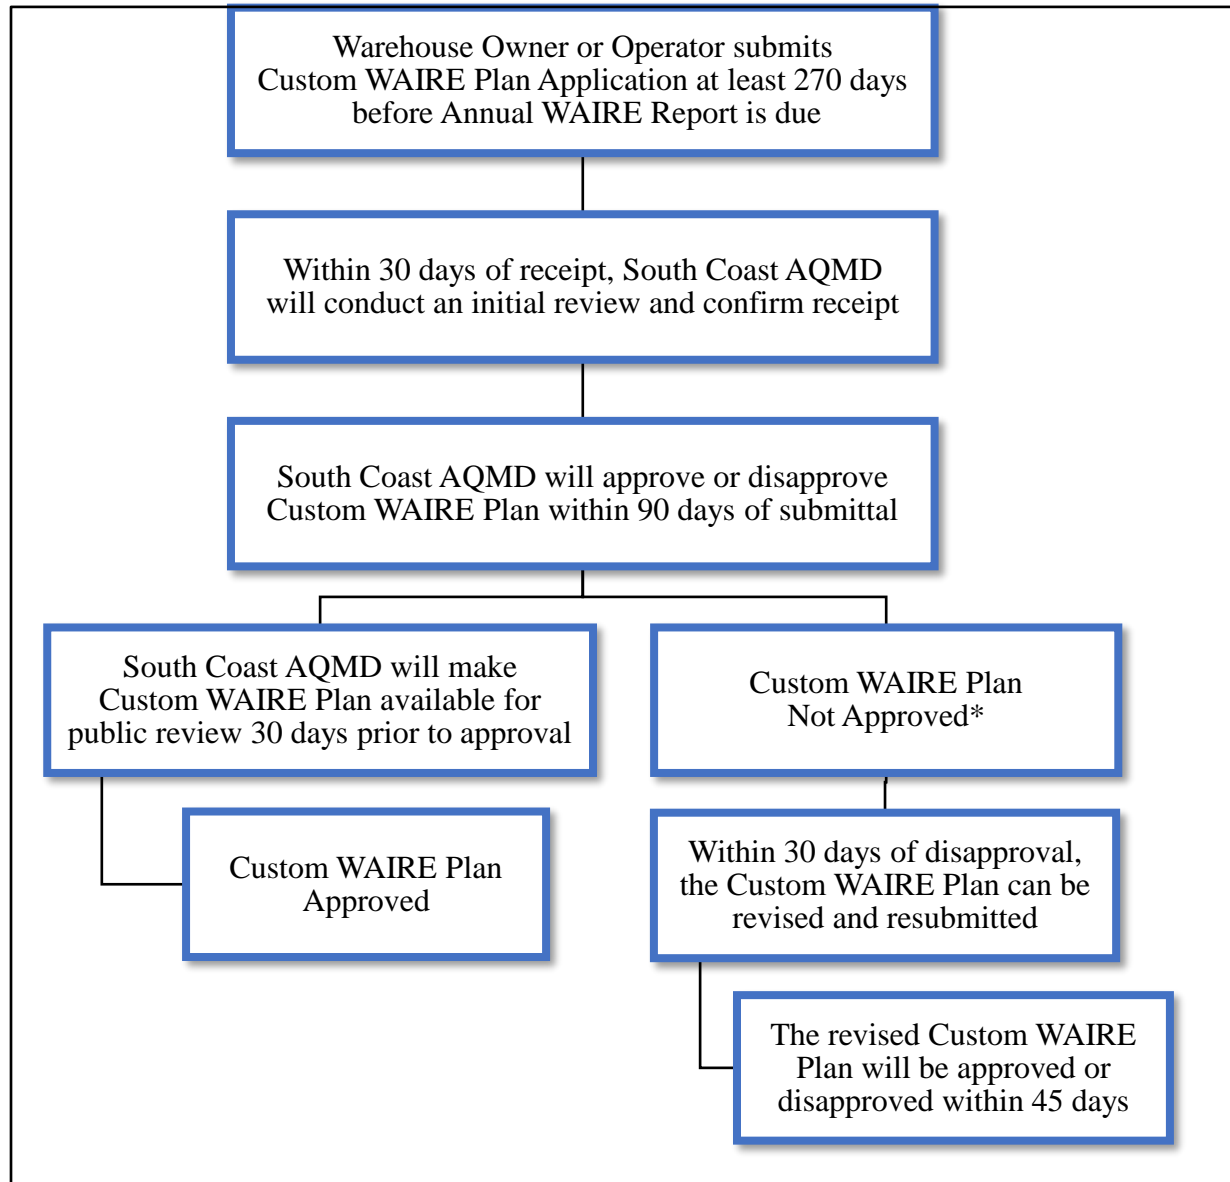 Warehouse Owner or Operator submits
Custom WAIRE Plan Application at least 270 days
before Annual WAIRE Report is due
Within 30 days of receipt, South Coast AQMD
will conduct an initial review and confirm receipt
South Coast AQMD will approve or disapprove
Custom WAIRE Plan within 90 days of submittal
South Coast AQMD will make
Custom WAIRE Plan available for
public review 30 days prior to approval
Custom WAIRE Plan
Approved
Custom WAIRE Plan
Not Approved*
Within 30 days of disapproval,
the Custom WAIRE Plan can be
revised and resubmitted
The revised Custom WAIRE
Plan will be approved or
disapproved within 45 days